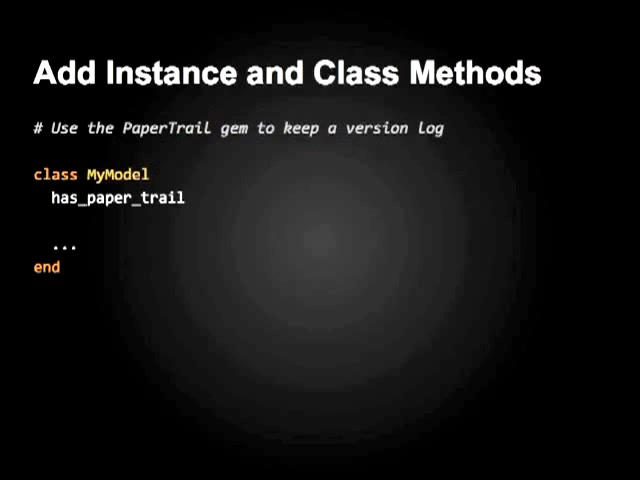 Add Instance and Class Methods
# Use the PaperTrail gem to keep a version log
class MyModel
has_paper_trail
...
end